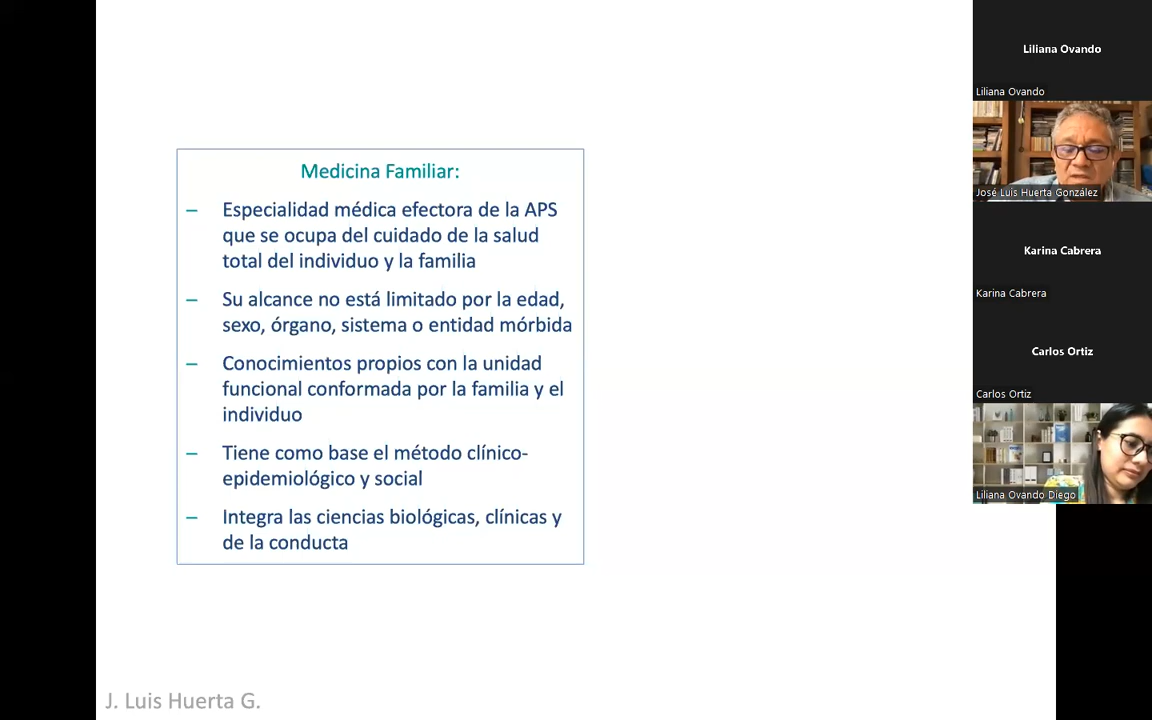 Medicina Familiar:
– Especialidad médica efectora de la APS
que se ocupa del cuidado de la salud
total del individuo y la familia
– Su alcance no está limitado por la edad,
sexo, órgano, sistema o entidad mórbida
– Conocimientos propios con la unidad
funcional conformada por la familia y el
individuo
– Tiene como base el método clínico-
epidemiológico y social
– Integra las ciencias biológicas, clínicas y
de la conducta
J. Luis Huerta G.
Liliana Ovando
Liliana Ovando
José Luis Huerta González
Karina Cabrera
Karina Cabrera
Carlos Ortiz
Carlos Ortiz
Liliana Ovando Diego